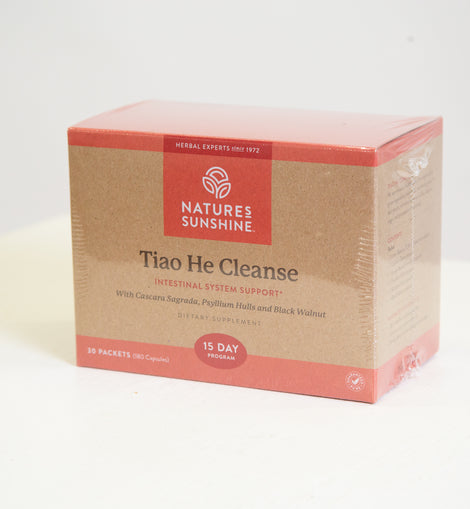 HERBAL EXPERTS since 1972
NATURE'S
SUNSHINE
Tiao He Cleanse
INTESTINAL SYSTEM SUPPORT*
With Cascara Sagrada, Psyllium Hulls and Black Walnut
DIETARY SUPPLEMENT
15 DAY
PROGRAM
30 PACKETS (180 Capsules)